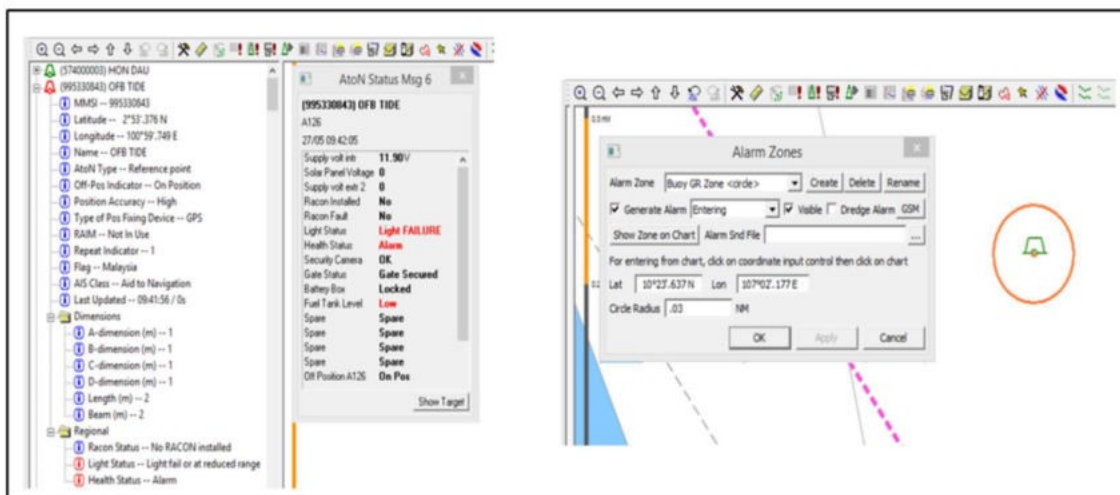 (574000003) HON DAU
(995330843) OFB TIDE
MMSI -- 995330843
Latitude -- 2°53'.376 N
Longitude -- 100°59'.749 E
Name -- OFB TIDE
AtoN Type -- Reference point
Off-Pos Indicator -- On Position
Position Accuracy -- High
Type of Pos Fixing Device -- GPS
RAIM -- Not In Use
Repeat Indicator -- 1
Flag -- Malaysia
AIS Class -- Aid to Navigation
Last Updated -- 09:41:56 / 0s
Dimensions
A-dimension (m) -- 1
B-dimension (m) -- 1
C-dimension (m) -- 1
D-dimension (m) -- 1
Length (m) -- 2
Beam (m) -- 2
Regional
Racon Status -- No RACON installed
Light Status -- Light fail or at reduced range
Health Status -- Alarm
AtoN Status Msg 6
(995330843) OFB TIDE
A126
27/05 09:42:05
Supply volt intr 11.90V
Solar Panel Voltage 0
Supply volt extr 2 0
Racon Installed No
Racon Fault No
Light Status Light FAILURE
Health Status Alarm
Security Camera OK
Gate Status Gate Secured
Battery Box Locked
Fuel Tank Level Low
Spare Spare
Spare Spare
Spare Spare
Spare Spare
Off Position A126 On Pos
Show Target
Alarm Zones
Alarm Zone Buoy GR Zone <circle> Create Delete Rename
Generate Alarm Entering Visible Dredge Alarm GSM
Show Zone on Chart Alarm Snd File ...
For entering from chart, click on coordinate input control then click on chart
Lat 10°23'.637 N Lon 107°02'.177 E
Circle Radius .03 NM
OK Apply Cancel